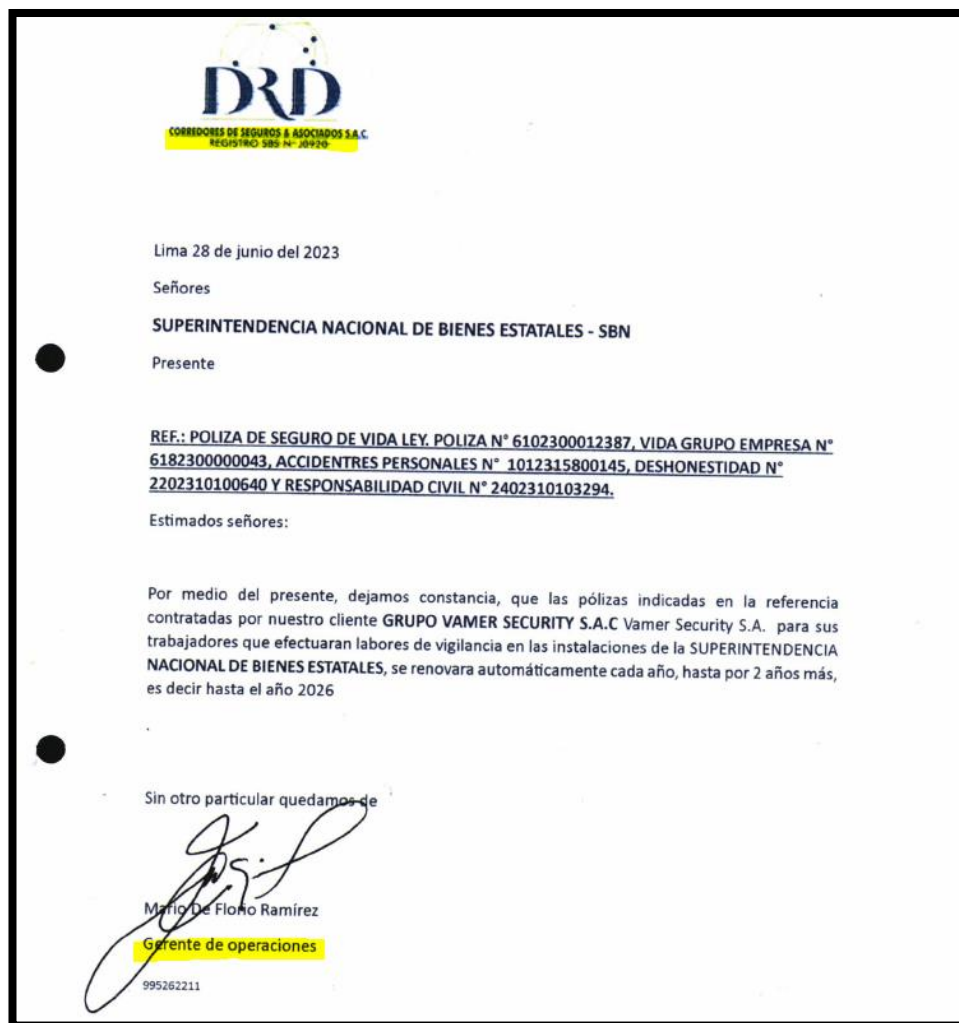 DRD
CORREDORES DE SEGUROS & ASOCIADOS S.A.C.
REGISTRO SBS N° J0920
Lima 28 de junio del 2023
Señores
SUPERINTENDENCIA NACIONAL DE BIENES ESTATALES - SBN
Presente
REF.: POLIZA DE SEGURO DE VIDA LEY. POLIZA N° 6102300012387, VIDA GRUPO EMPRESA N°
6182300000043, ACCIDENTRES PERSONALES N° 1012315800145, DESHONESTIDAD N°
2202310100640 Y RESPONSABILIDAD CIVIL N° 2402310103294.
Estimados señores:
Por medio del presente, dejamos constancia, que las pólizas indicadas en la referencia
contratadas por nuestro cliente GRUPO VAMER SECURITY S.A.C Vamer Security S.A. para sus
trabajadores que efectuaran labores de vigilancia en las instalaciones de la SUPERINTENDENCIA
NACIONAL DE BIENES ESTATALES, se renovara automáticamente cada año, hasta por 2 años más,
es decir hasta el año 2026
Sin otro particular quedamos de
Mario De Florio Ramírez
Gerente de operaciones
995262211